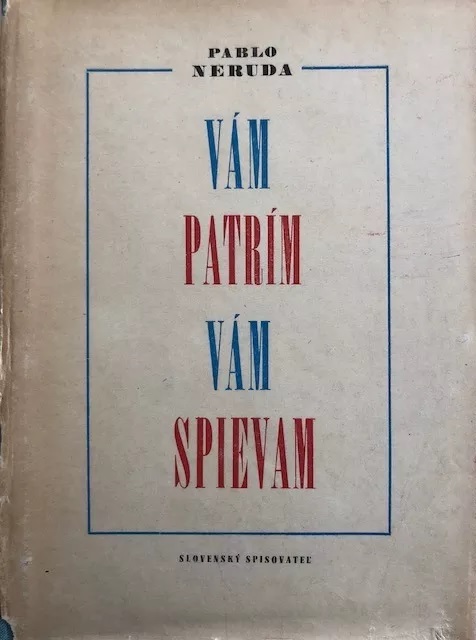 PABLO
NERUDA
VÁM
PATRÍM
VÁM
SPIEVAM
SLOVENSKÝ SPISOVATEĽ